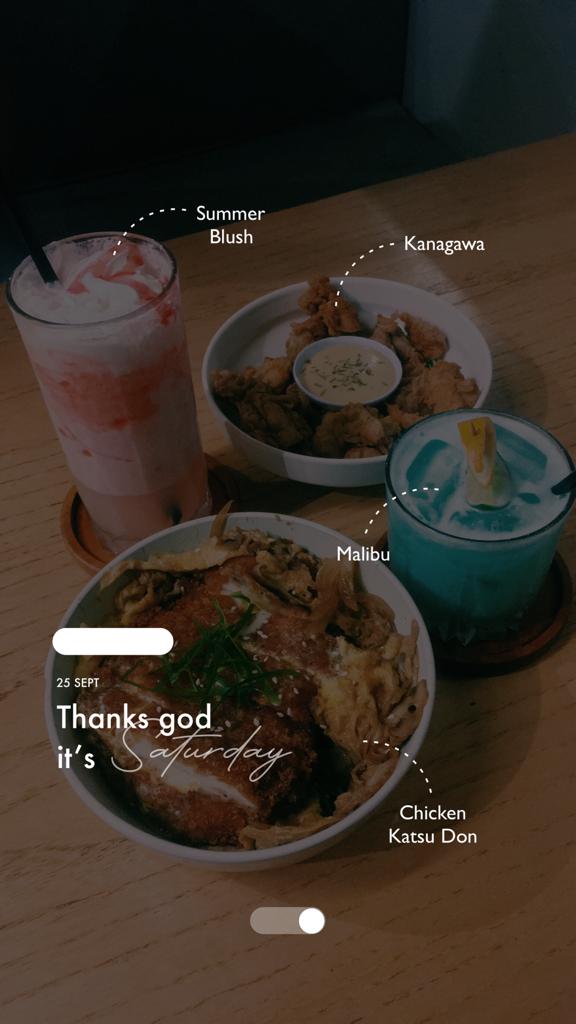 Summer
Blush
Kanagawa
Malibu
25 SEPT
Thanks god
it's Saturday
Chicken
Katsu Don